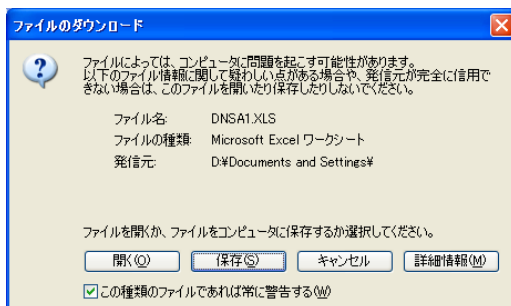 ファイルのダウンロード
ファイルによっては、コンピュータに問題を起こす可能性があります。
以下のファイル情報に関して疑わしい点がある場合や、発信元が完全に信用で
きない場合は、このファイルを開いたり保存したりしないでください。
ファイル名: DNSA1.XLS
ファイルの種類: Microsoft Excel ワークシート
発信元: D:¥Documents and Settings¥
ファイルを開くか、ファイルをコンピュータに保存するか選択してください。
開く(O) 保存(S) キャンセル 詳細情報(M)
この種類のファイルであれば常に警告する(W)